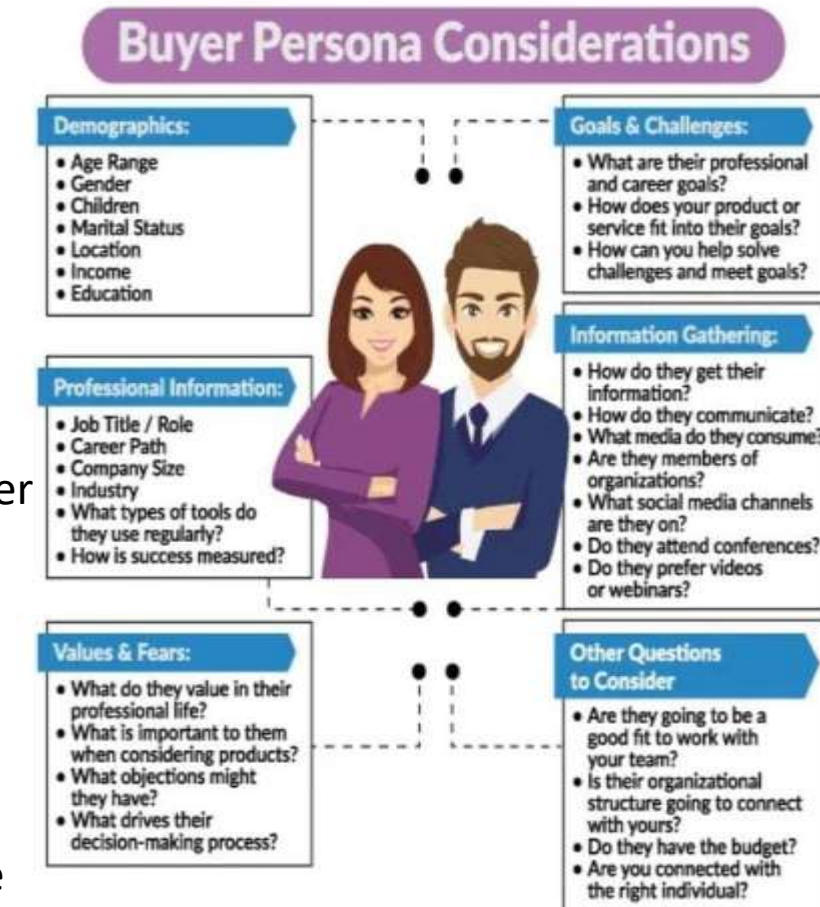 Buyer Persona Considerations
Demographics:
• Age Range
• Gender
• Children
• Marital Status
• Location
• Income
• Education
Professional Information:
• Job Title / Role
• Career Path
• Company Size
• Industry
• What types of tools do
they use regularly?
• How is success measured?
Values & Fears:
• What do they value in their
professional life?
• What is important to them
when considering products?
• What objections might
they have?
• What drives their
decision-making process?
Goals & Challenges:
• What are their professional
and career goals?
• How does your product or
service fit into their goals?
• How can you help solve
challenges and meet goals?
Information Gathering:
• How do they get their
information?
• How do they communicate?
• What media do they consume?
• Are they members of
organizations?
• What social media channels
are they on?
• Do they attend conferences?
• Do they prefer videos
or webinars?
Other Questions
to Consider
• Are they going to be a
good fit to work with
your team?
• Is their organizational
structure going to connect
with yours?
• Do they have the budget?
• Are you connected with
the right individual?
er
e